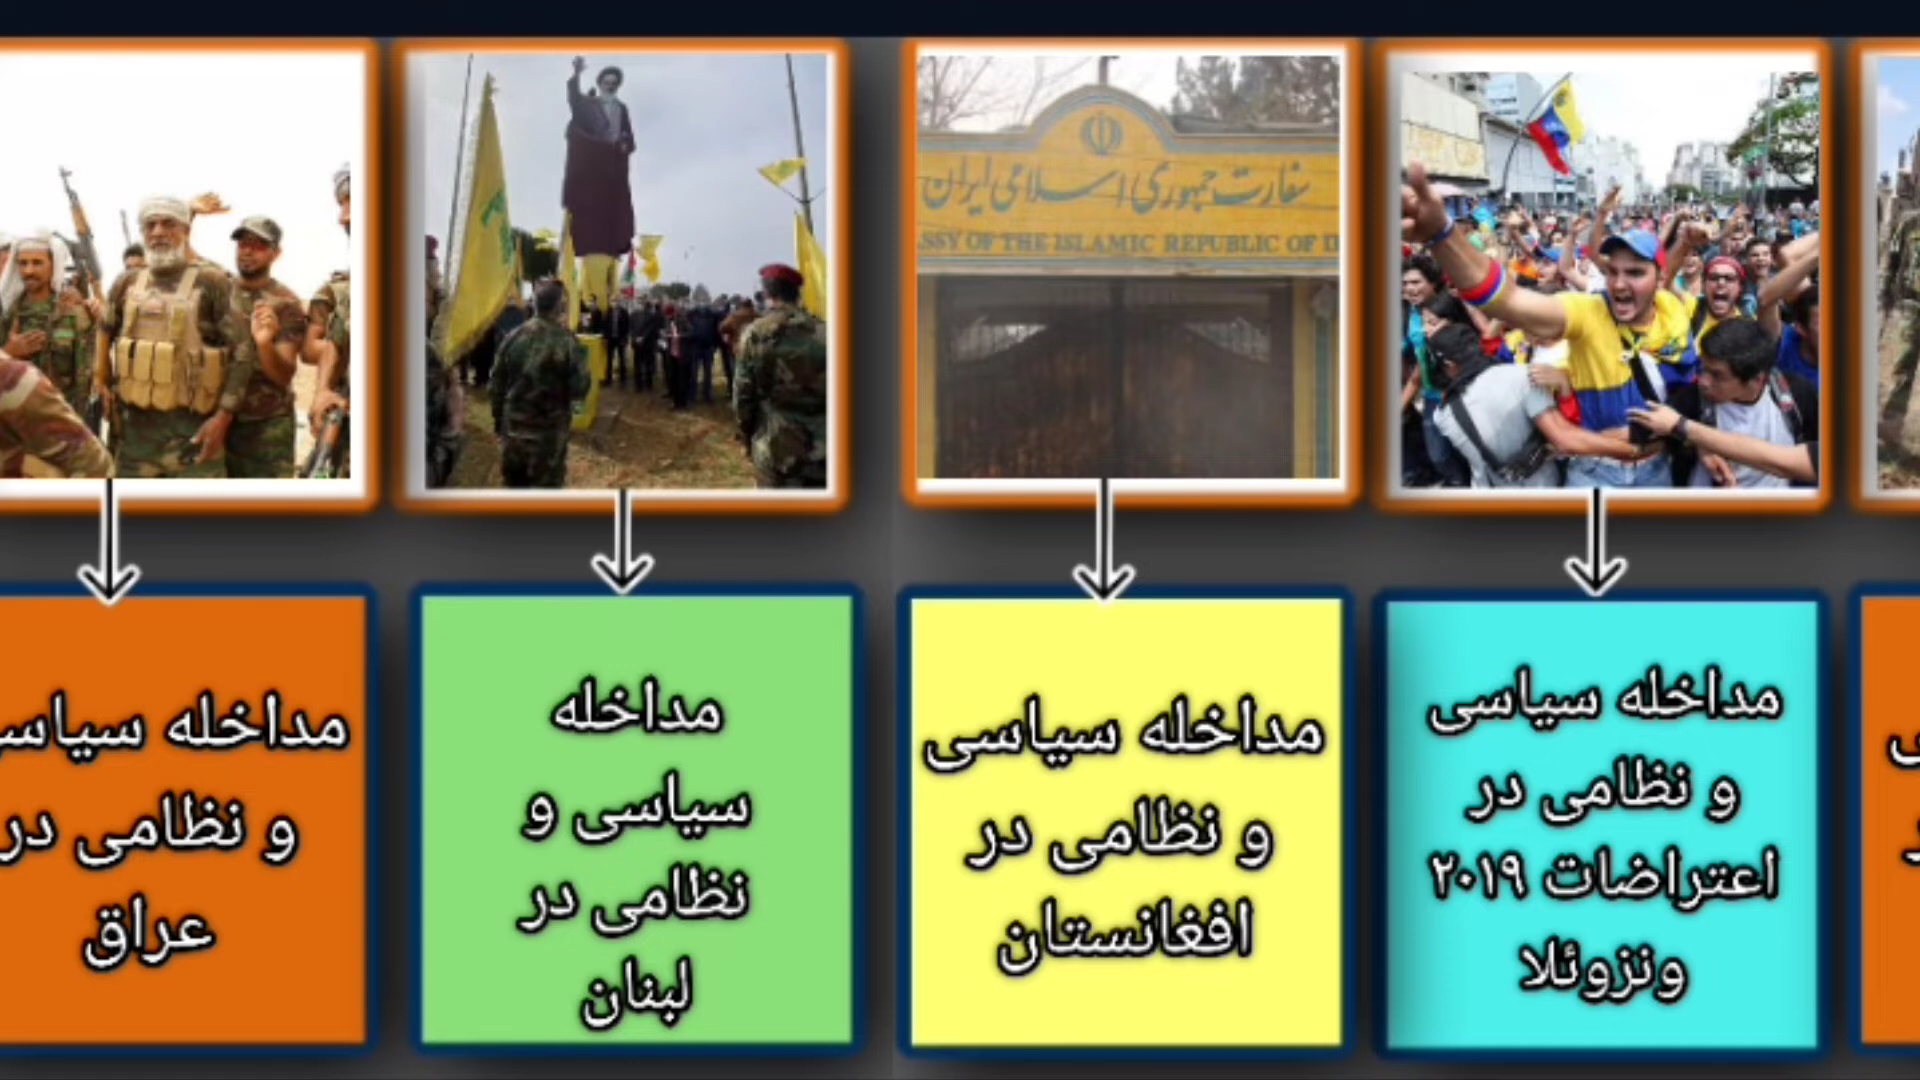 سفارت جمهوری اسلامی ایران
SSY OF THE ISLAMIC REPUBLIC OF I
مداخله سیاسی
و نظامی در
اعتراضات ۲۰۱۹
ونزوئلا
مداخله سیاسی
و نظامی در
افغانستان
مداخله
سیاسی و
نظامی در
لبنان
مداخله سیاسی
و نظامی در
عراق